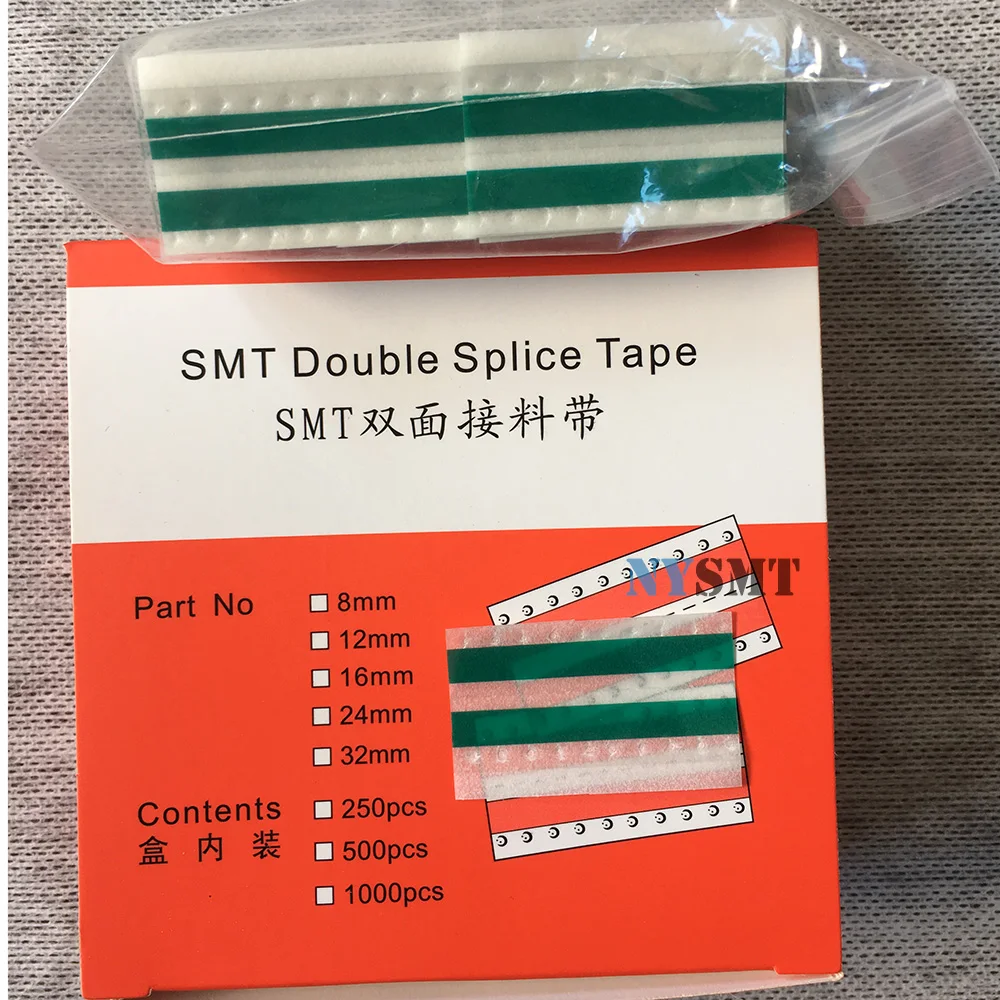 SMT Double Splice Tape
SMT双面接料带
NYSMT
Part No
8mm
12mm
16mm
24mm
32mm
Contents
盒内装
250pcs
500pcs
1000pcs